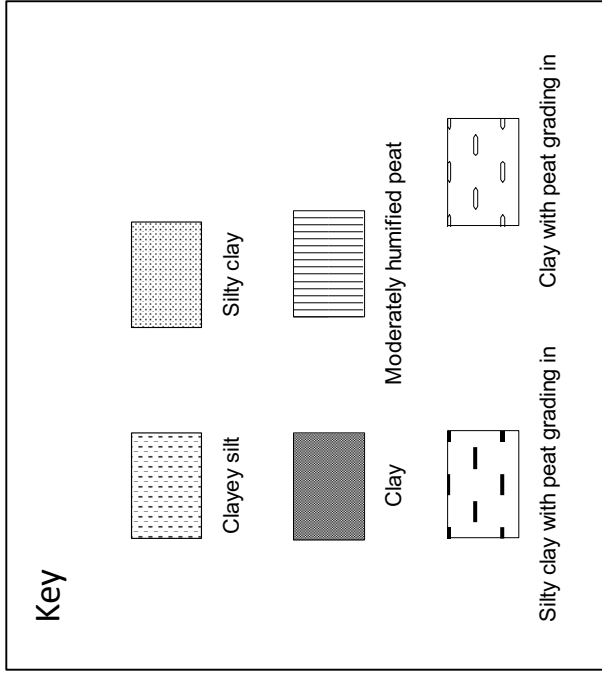 Key
Clayey silt
Silty clay
Clay
Moderately humified peat
Silty clay with peat grading in
Clay with peat grading in